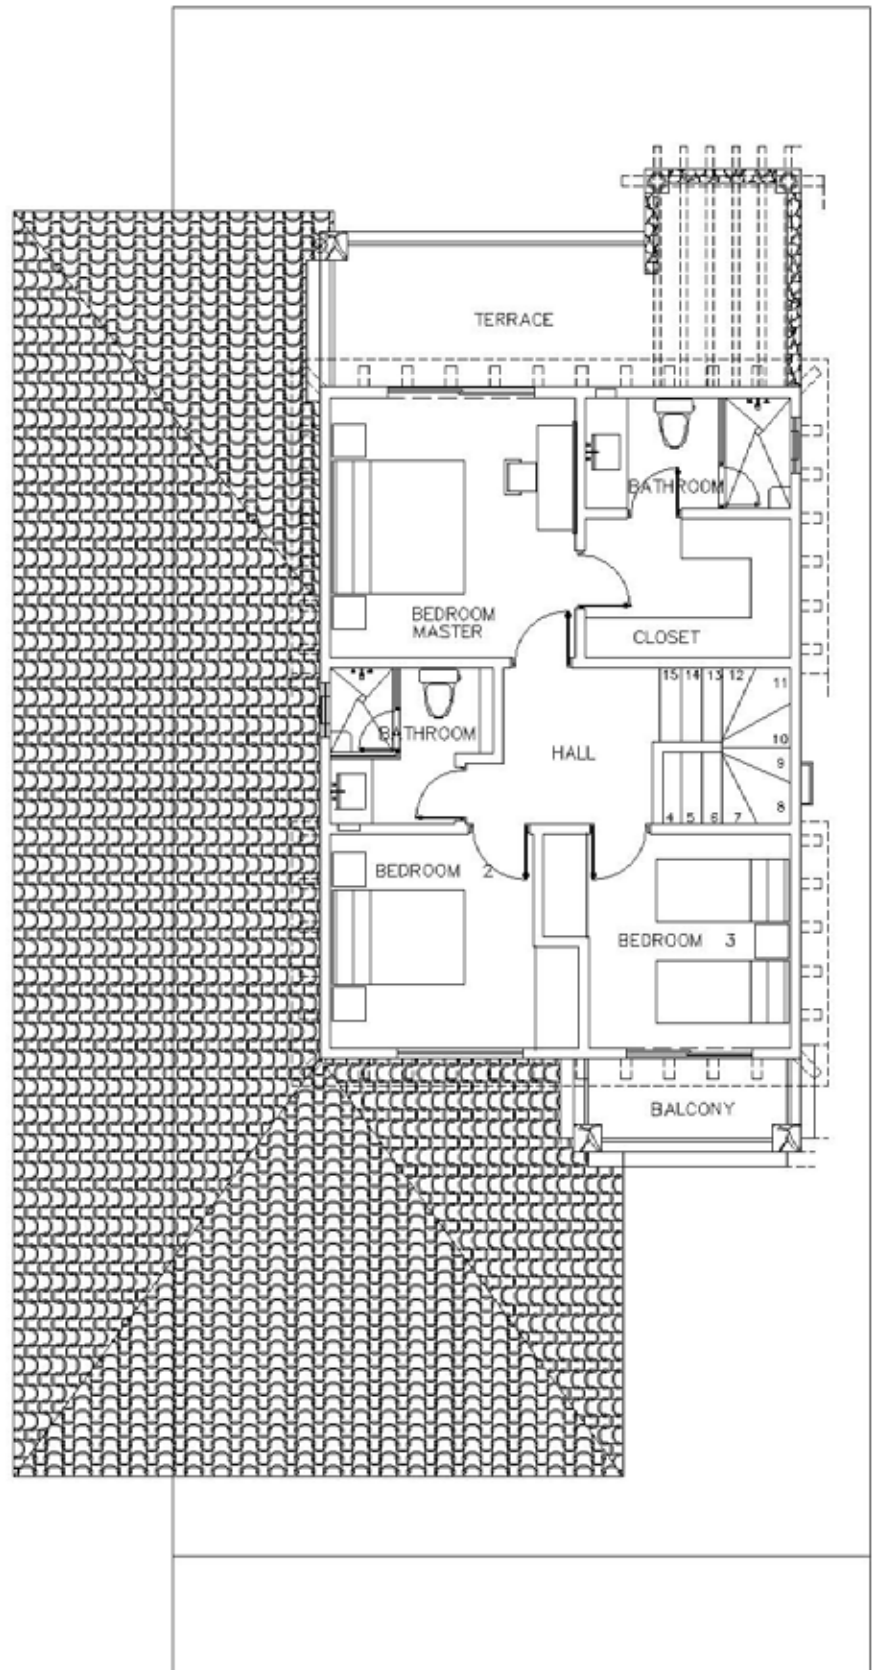 TERRACE
BATHROOM
BEDROOM
MASTER
CLOSET
15 14 13 12
11
BATHROOM
10
HALL
9
8
4 5 6 7
BEDROOM 2
BEDROOM 3
BALCONY